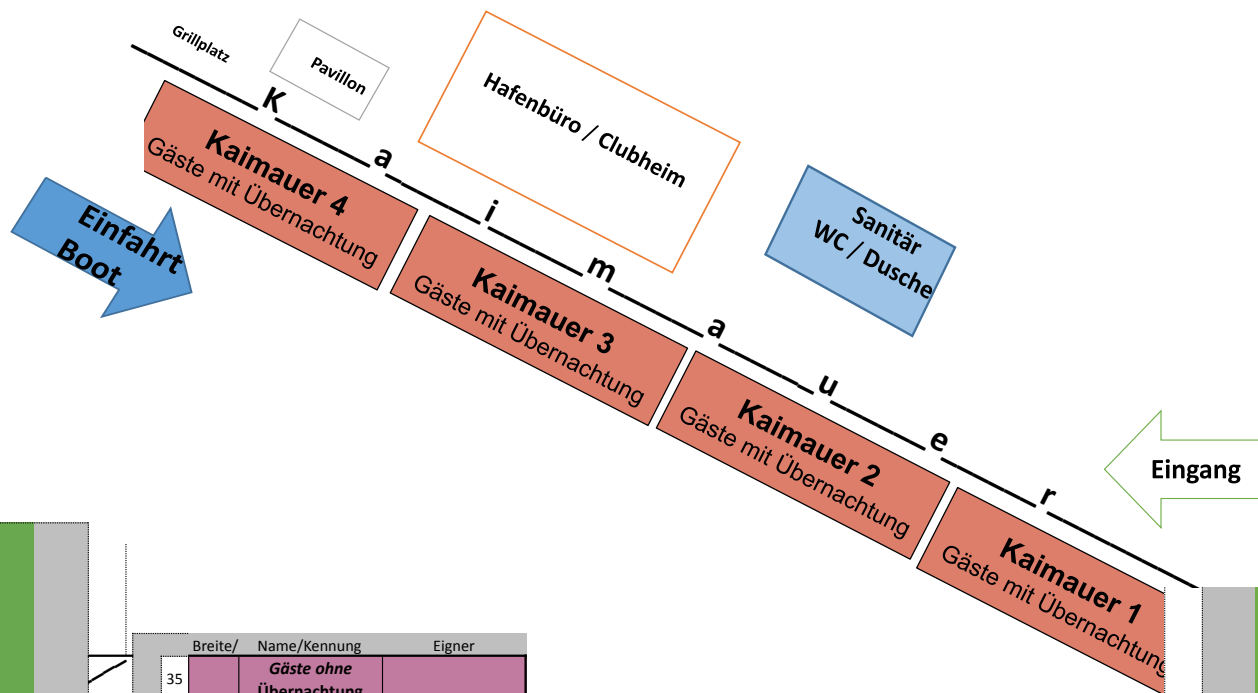 Grillplatz
Pavillon
Hafenbüro / Clubheim
Sanitär
WC / Dusche
K a i m a u e r
Kaimauer 4
Gäste mit Übernachtung
Einfahrt
Boot
Kaimauer 3
Gäste mit Übernachtung
Kaimauer 2
Gäste mit Übernachtung
Eingang
Kaimauer 1
Gäste mit Übernachtung
Breite/ Name/Kennung Eigner
35 Gäste ohne
Übernachtung